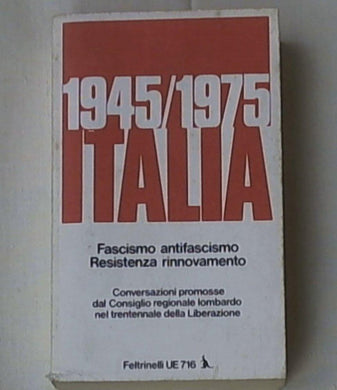 1945/1975
ITALIA
Fascismo antifascismo
Resistenza rinnovamento
Conversazioni promosse
dal Consiglio regionale lombardo
nel trentennale della Liberazione
Feltrinelli UE 716